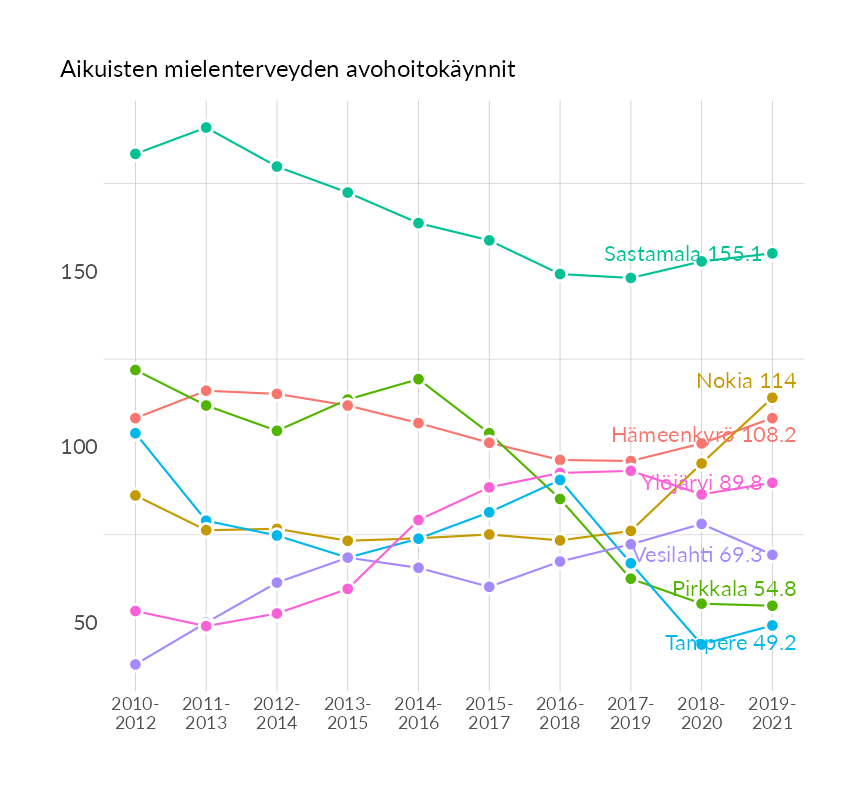 Aikuisten mielenterveyden avohoitokäynnit
Sastamala 155.1
150
Nokia 114
Hämeenkyrö 108.2
100
Ylöjärvi 89.8
Vesilahti 69.3
Pirkkala 54.8
50
Tampere 49.2
2010- 2011- 2012- 2013- 2014- 2015- 2016- 2017- 2018- 2019-
2012 2013 2014 2015 2016 2017 2018 2019 2020 2021